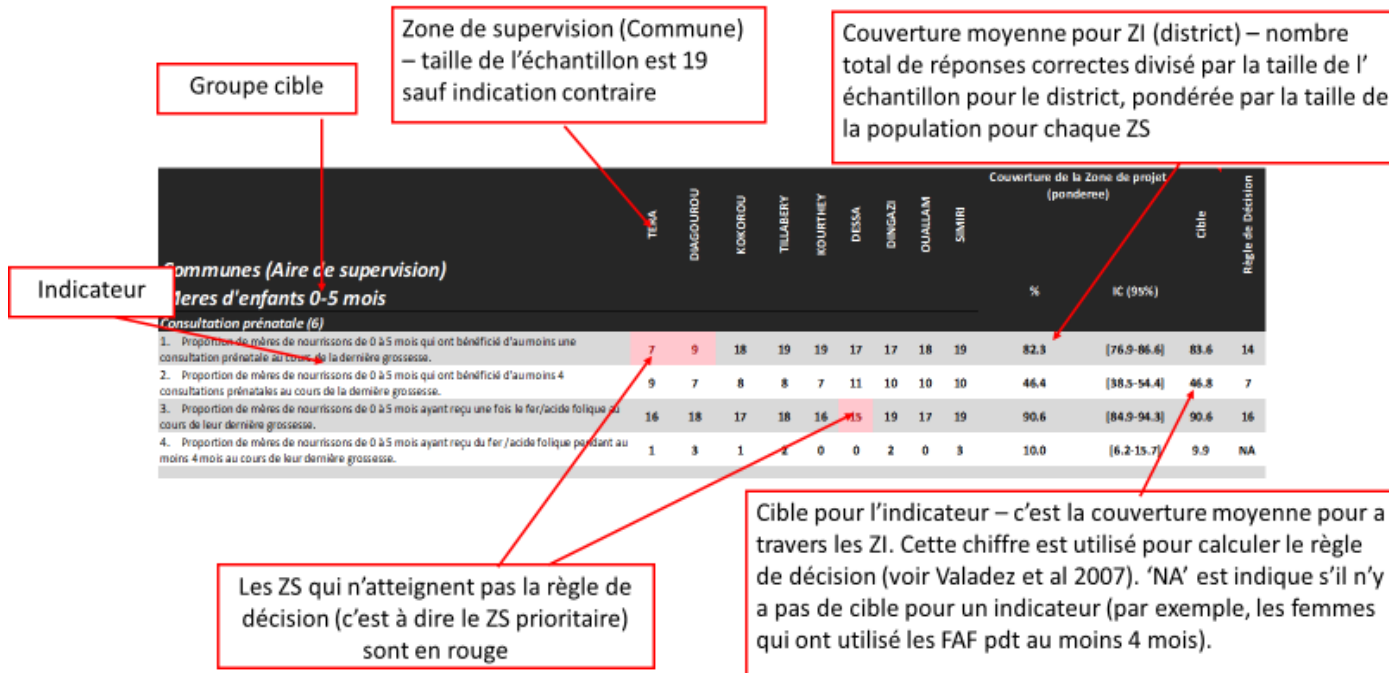 Groupe cible
Zone de supervision (Commune)
– taille de l'échantillon est 19
sauf indication contraire
Couverture moyenne pour ZI (district) – nombre
total de réponses correctes divisé par la taille de l'
échantillon pour le district, pondérée par la taille de
la population pour chaque ZS
Indicateur
Communes (Aire de supervision)
Meres d'enfants 0-5 mois
TERA
DIAGOUROU
KOKOROU
TILLABERY
KOURTHEY
DESSA
DINGAZI
OUALLAM
SIMIRI
Couverture de la Zone de projet
(ponderee)
%
IC (95%)
Cible
Règle de Décision
Consultation prénatale (6)
1. Proportion de mères de nourrissons de 0 à 5 mois qui ont bénéficié d'au moins une
consultation prénatale au cours de la dernière grossesse.
7 9 18 19 19 17 17 18 19 82.3 [76.9-86.6] 83.6 14
2. Proportion de mères de nourrissons de 0 à 5 mois qui ont bénéficié d'au moins 4
consultations prénatales au cours de la dernière grossesse.
9 7 8 8 7 11 10 10 10 46.4 [38.5-54.4] 46.8 7
3. Proportion de mères de nourrissons de 0 à 5 mois ayant reçu une fois le fer/acide folique au
cours de leur dernière grossesse.
16 18 17 18 16 15 19 17 19 90.6 [84.9-94.3] 90.6 16
4. Proportion de mères de nourrissons de 0 à 5 mois ayant reçu du fer /acide folique pendant au
moins 4 mois au cours de leur dernière grossesse.
1 3 1 2 0 0 2 0 3 10.0 [6.2-15.7] 9.9 NA
Les ZS qui n'atteignent pas la règle de
décision (c'est à dire le ZS prioritaire)
sont en rouge
Cible pour l'indicateur – c'est la couverture moyenne pour a
travers les ZI. Cette chiffre est utilisé pour calculer le règle
de décision (voir Valadez et al 2007). 'NA' est indique s'il n'y
a pas de cible pour un indicateur (par exemple, les femmes
qui ont utilisé les FAF pdt au moins 4 mois).